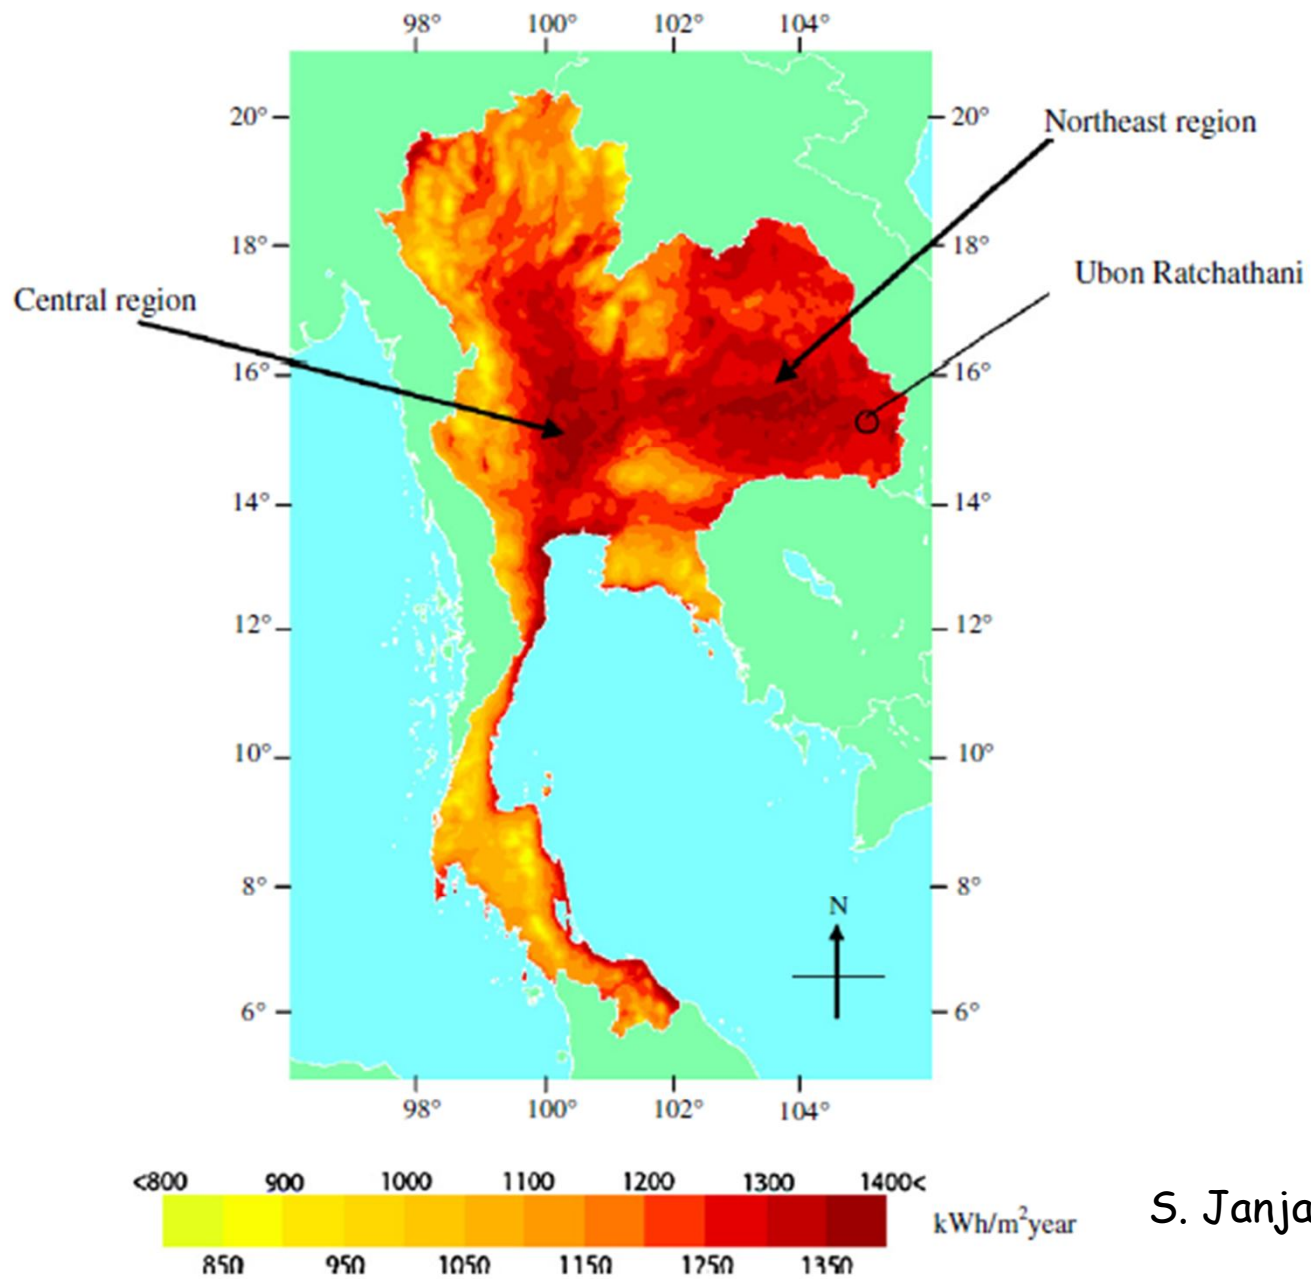 98° 100° 102° 104°
20° 20°
Northeast region
18° 18°
Ubon Ratchathani
Central region
16° 16°
14° 14°
12° 12°
10° 10°
8° 8°
N
6° 6°
98° 100° 102° 104°
<800 900 1000 1100 1200 1300 1400<
kWh/m²year
S. Janja
850 950 1050 1150 1250 1350